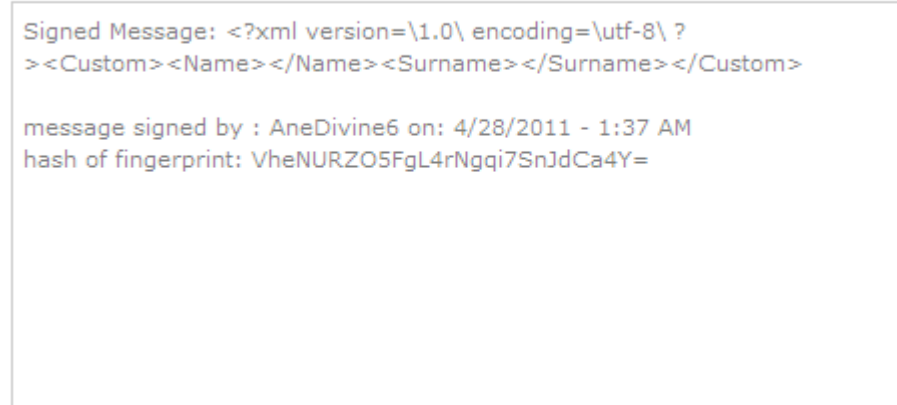 Signed Message: <?xml version=\1.0\ encoding=\utf-8\ ?
><Custom><Name></Name><Surname></Surname></Custom>
message signed by : AneDivine6 on: 4/28/2011 - 1:37 AM
hash of fingerprint: VheNURZO5FgL4rNgqi7SnJdCa4Y=